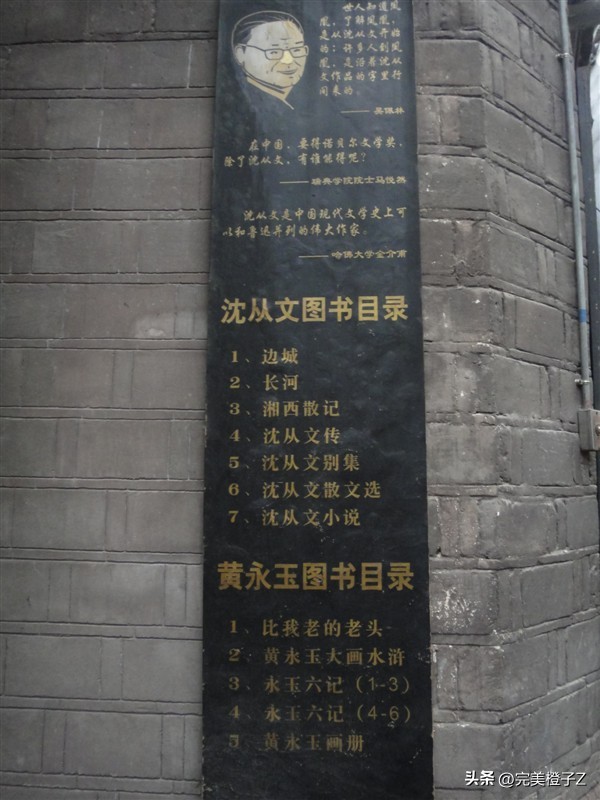 世人知道凤
凰，了解凤凰，
是从沈从文开始
的；许多人到凤
凰，是沿着沈从
文作品的字里行
间来的。
——吴保林
在中国，要得诺贝尔文学奖，
除了沈从文，有谁能得呢？
——瑞典学院院士马悦然
沈从文是中国现代文学史上可
以和鲁迅并列的伟大作家。
——哈佛大学金介甫
沈从文图书目录
1、边城
2、长河
3、湘西散记
4、沈从文传
5、沈从文别集
6、沈从文散文选
7、沈从文小说
黄永玉图书目录
1、比我老的老头
2、黄永玉大画水浒
3、永玉六记（1-3）
4、永玉六记（4-6）
5、黄永玉画册
头条 @完美橙子Z